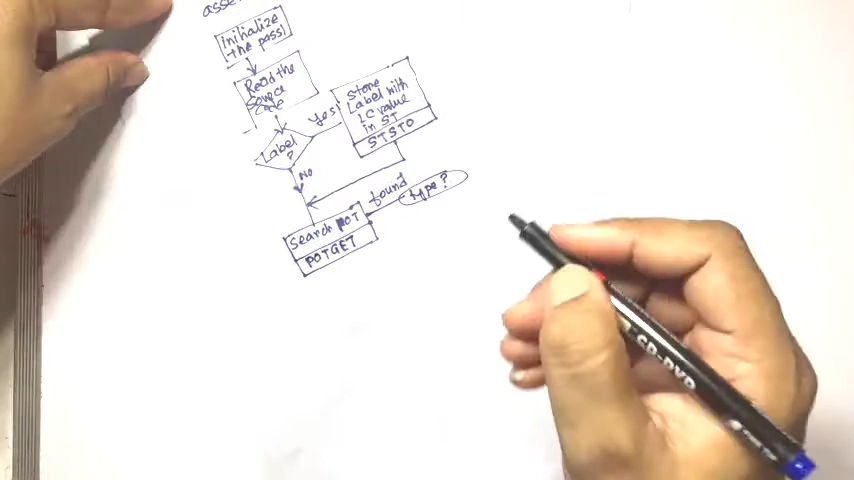 initialize
the pass1
Read the
Source
code
Yes
Store
Label with
LC value
in ST
STSTO
Label
?
NO
found
type?
Search POT
POTGET